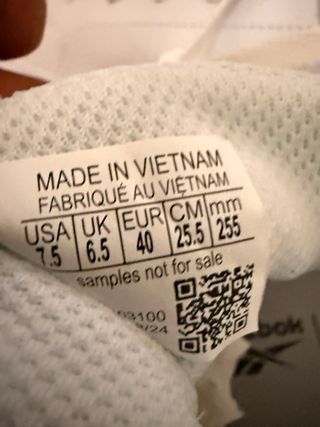 MADE IN VIETNAM
FABRIQUÉ AU VIÊTNAM
USA UK EUR CM mm
7.5 6.5 40 25.5 255
samples not for sale